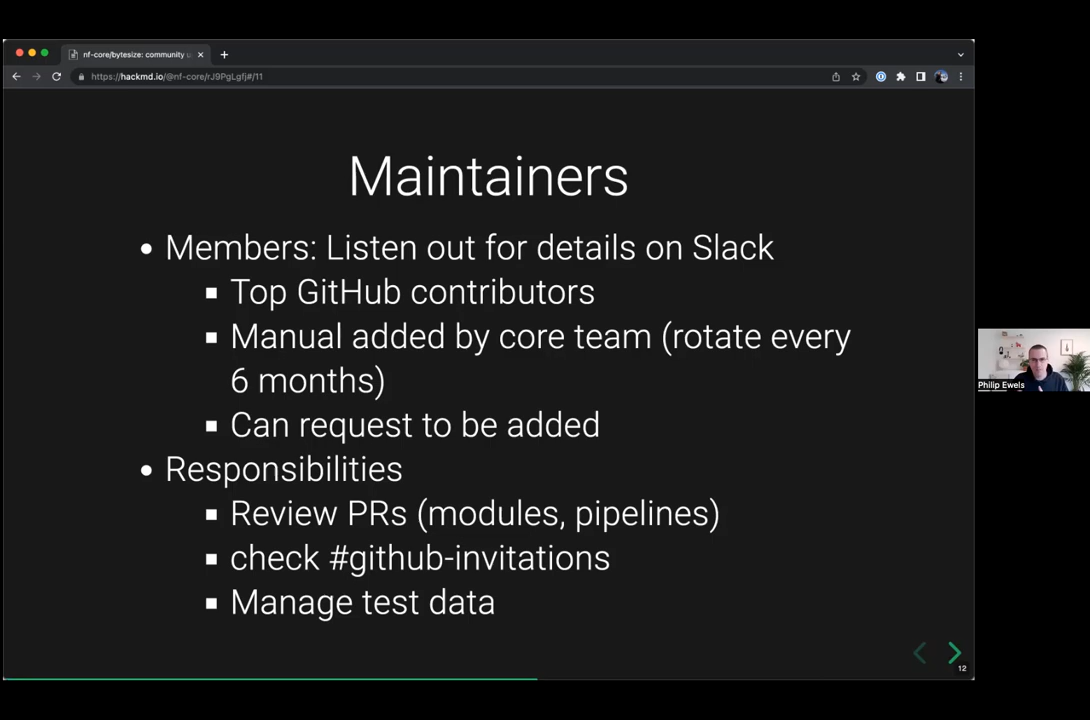 nf-core/bytesize: community u
https://hackmd.io/@nf-core/rJ9PgLgfj#/11
Maintainers
Members: Listen out for details on Slack
Top GitHub contributors
Manual added by core team (rotate every
6 months)
Can request to be added
Responsibilities
Review PRs (modules, pipelines)
check #github-invitations
Manage test data
Philip Ewels
12